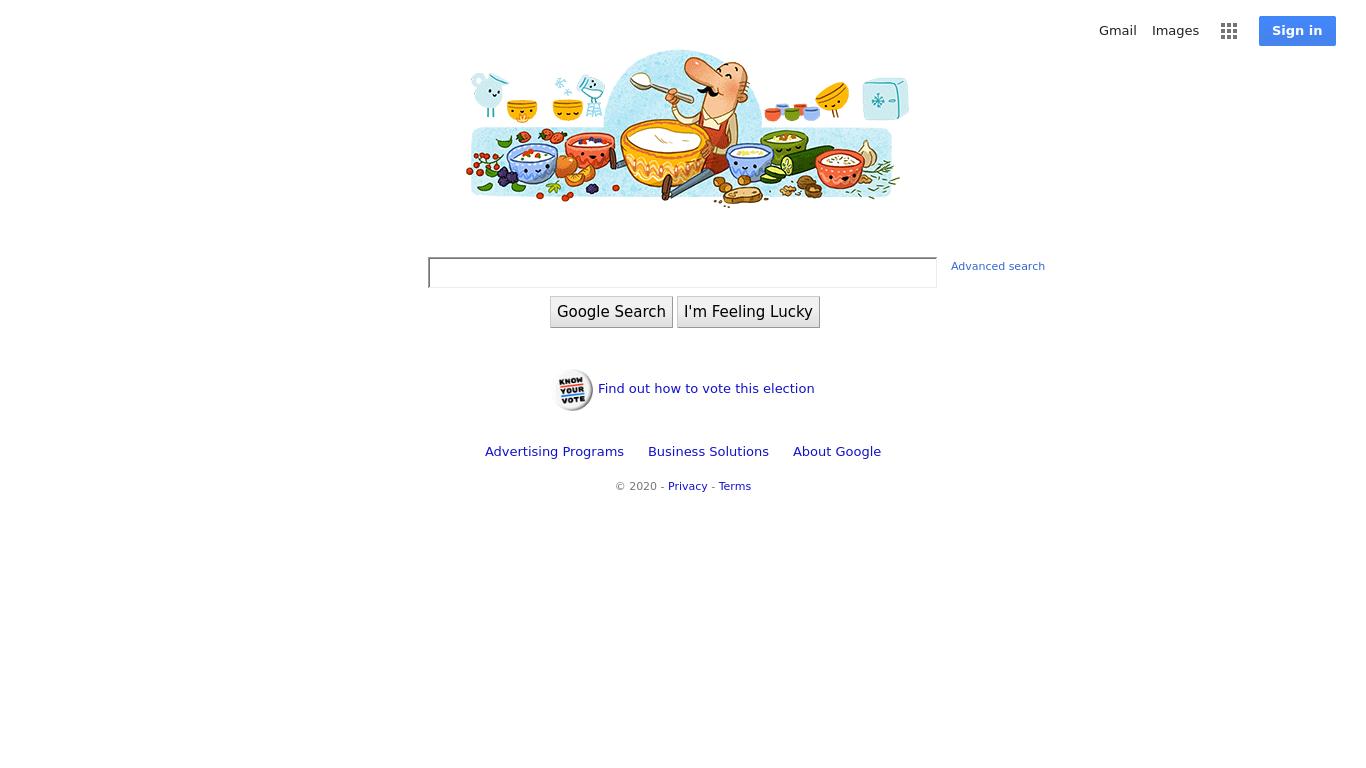 Gmail Images Sign in
Advanced search
Google Search I'm Feeling Lucky
KNOW
YOUR
VOTE
Find out how to vote this election
Advertising Programs Business Solutions About Google
© 2020 - Privacy - Terms